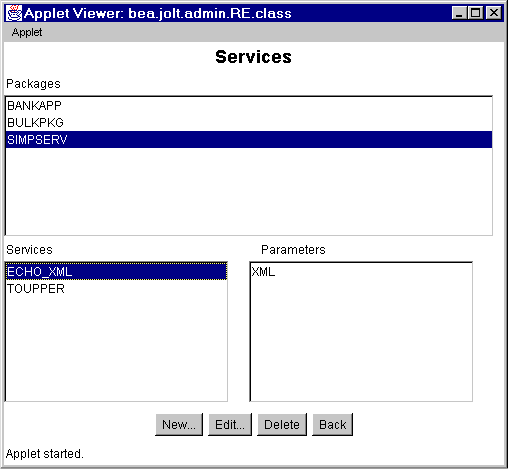 Applet Viewer: bea.jolt.admin.RE.class
Applet
Services
Packages
BANKAPP
BULKPKG
SIMPSERV
Services Parameters
ECHO_XML XML
TOUPPER
New... Edit... Delete Back
Applet started.